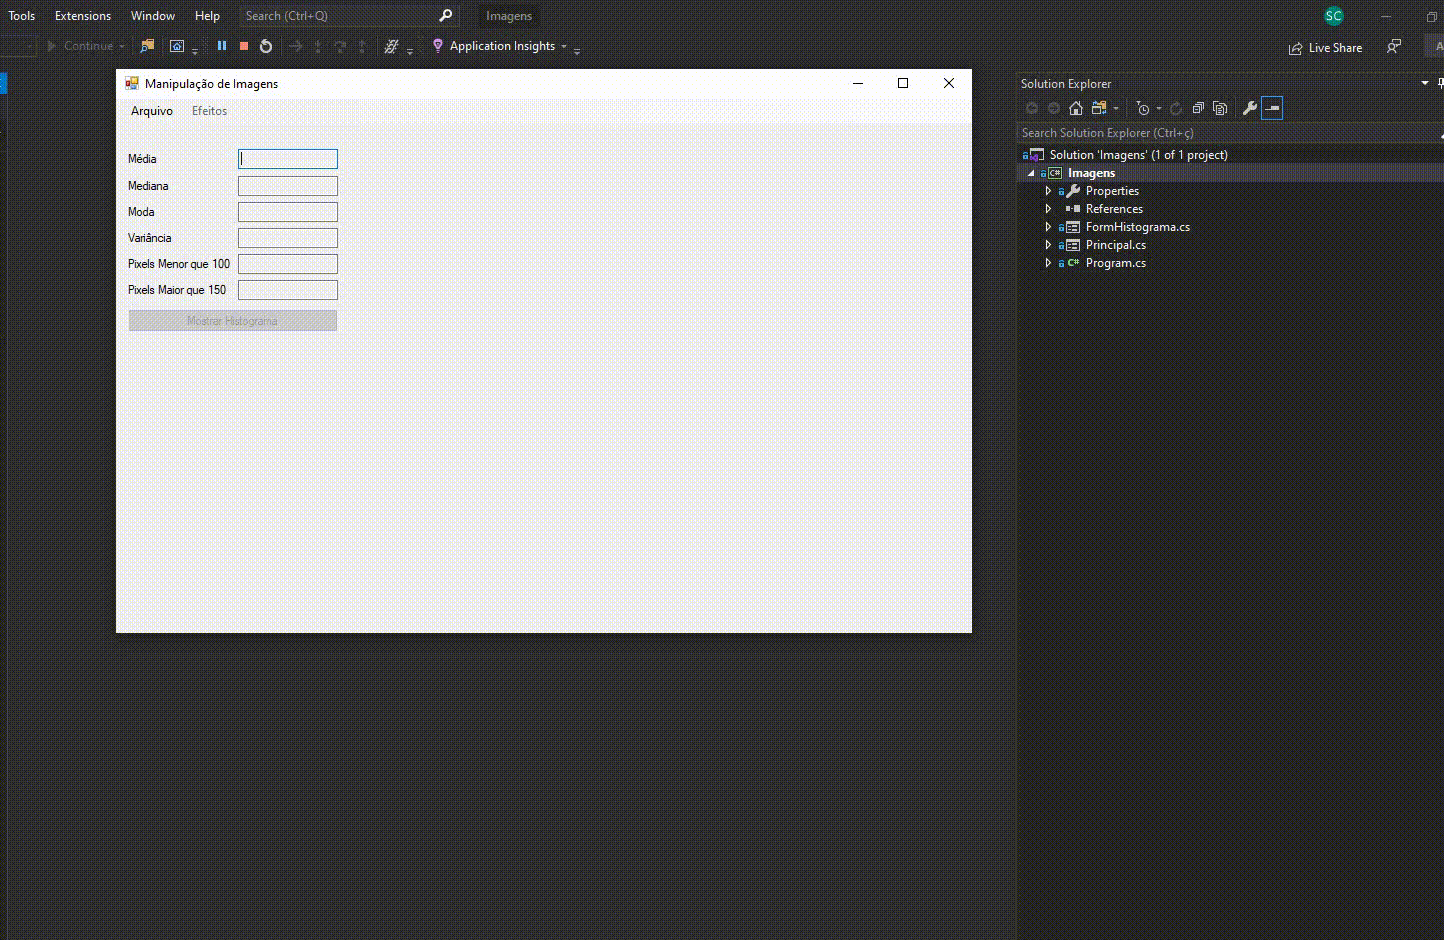 Tools Extensions Window Help Search (Ctrl+Q) Imagens SC
Continue Application Insights Live Share
Manipulação de Imagens
Arquivo Efeitos
Média
Mediana
Moda
Variância
Pixels Menor que 100
Pixels Maior que 150
Mostrar Histograma
Solution Explorer
Search Solution Explorer (Ctrl+ç)
Solution 'Imagens' (1 of 1 project)
C# Imagens
Properties
References
FormHistograma.cs
Principal.cs
C# Program.cs